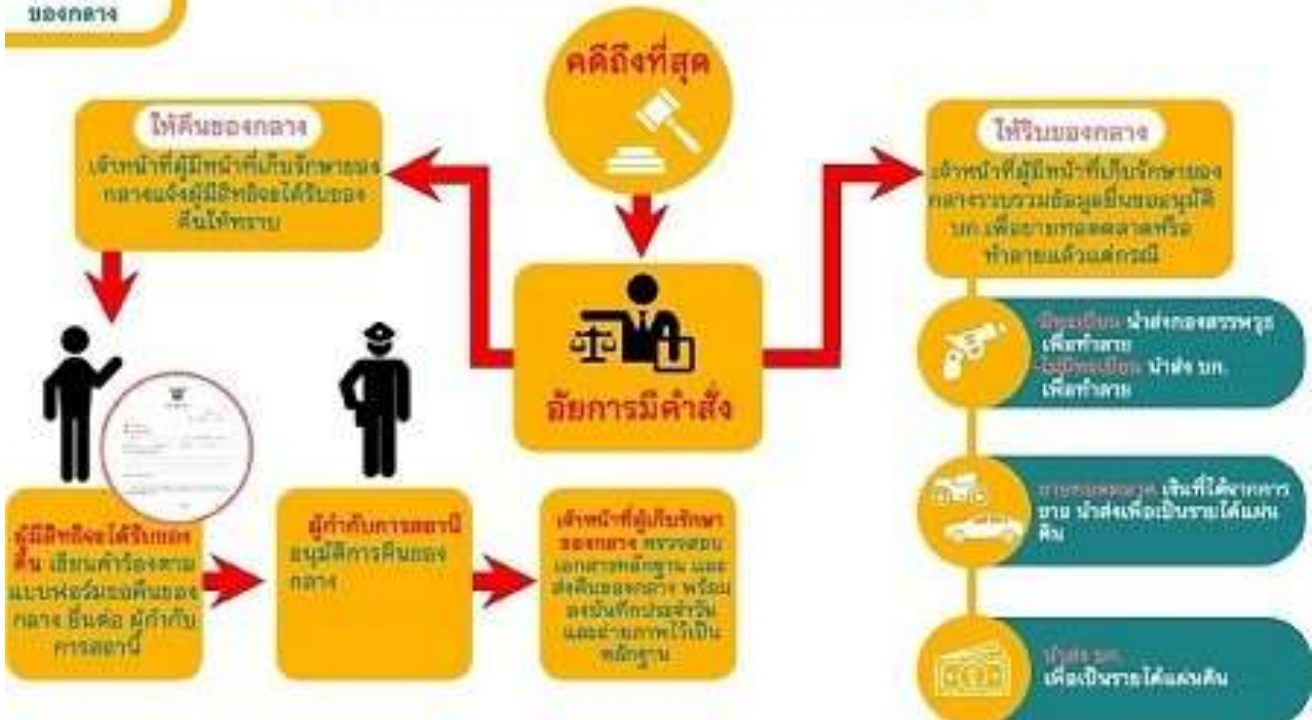 ของกลาง
คดีถึงที่สุด
ให้คืนของกลาง
เจ้าหน้าที่ผู้มีหน้าที่เก็บรักษาของ
กลางแจ้งผู้มีสิทธิจะได้รับของ
คืนให้ทราบ
ให้ริบของกลาง
เจ้าหน้าที่ผู้มีหน้าที่เก็บรักษาของ
กลางรวบรวมข้อมูลยื่นขออนุมัติ
บก.เพื่อขายทอดตลาดหรือ
ทำลายแล้วแต่กรณี
อัยการมีคำสั่ง
มีทะเบียน นำส่งกองสรรพาวุธ
เพื่อทำลาย
-ไม่มีทะเบียน นำส่ง บก.
เพื่อทำลาย
ขายทอดตลาด เงินที่ได้จากการ
ขาย นำส่งเพื่อเป็นรายได้แผ่น
ดิน
นำส่ง บก.
เพื่อเป็นรายได้แผ่นดิน
ผู้มีสิทธิจะได้รับของ
คืน เขียนคำร้องตาม
แบบฟอร์มขอคืนของ
กลาง ยื่นต่อ ผู้กำกับ
การสถานี
ผู้กำกับการสถานี
อนุมัติการคืนของ
กลาง
เจ้าหน้าที่ผู้เก็บรักษา
ของกลาง ตรวจสอบ
เอกสารหลักฐาน และ
ส่งคืนของกลาง พร้อม
ลงบันทึกประจำวัน
และถ่ายภาพไว้เป็น
หลักฐาน